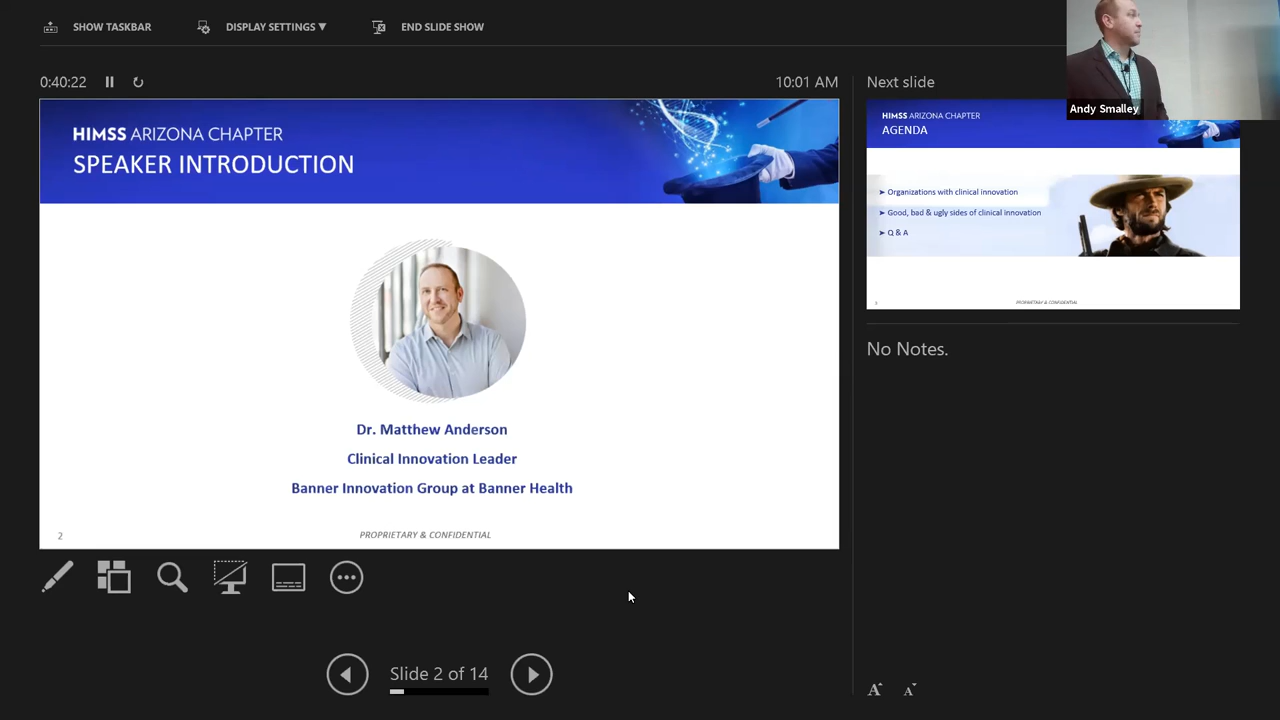 SHOW TASKBAR
DISPLAY SETTINGS ▼
END SLIDE SHOW
0:40:22
10:01 AM
HIMSS ARIZONA CHAPTER
SPEAKER INTRODUCTION
Dr. Matthew Anderson
Clinical Innovation Leader
Banner Innovation Group at Banner Health
2
PROPRIETARY & CONFIDENTIAL
Slide 2 of 14
Next slide
Andy Smalley
HIMSS ARIZONA CHAPTER
AGENDA
➤ Organizations with clinical innovation
➤ Good, bad & ugly sides of clinical innovation
➤ Q & A
3
PROPRIETARY & CONFIDENTIAL
No Notes.
A A